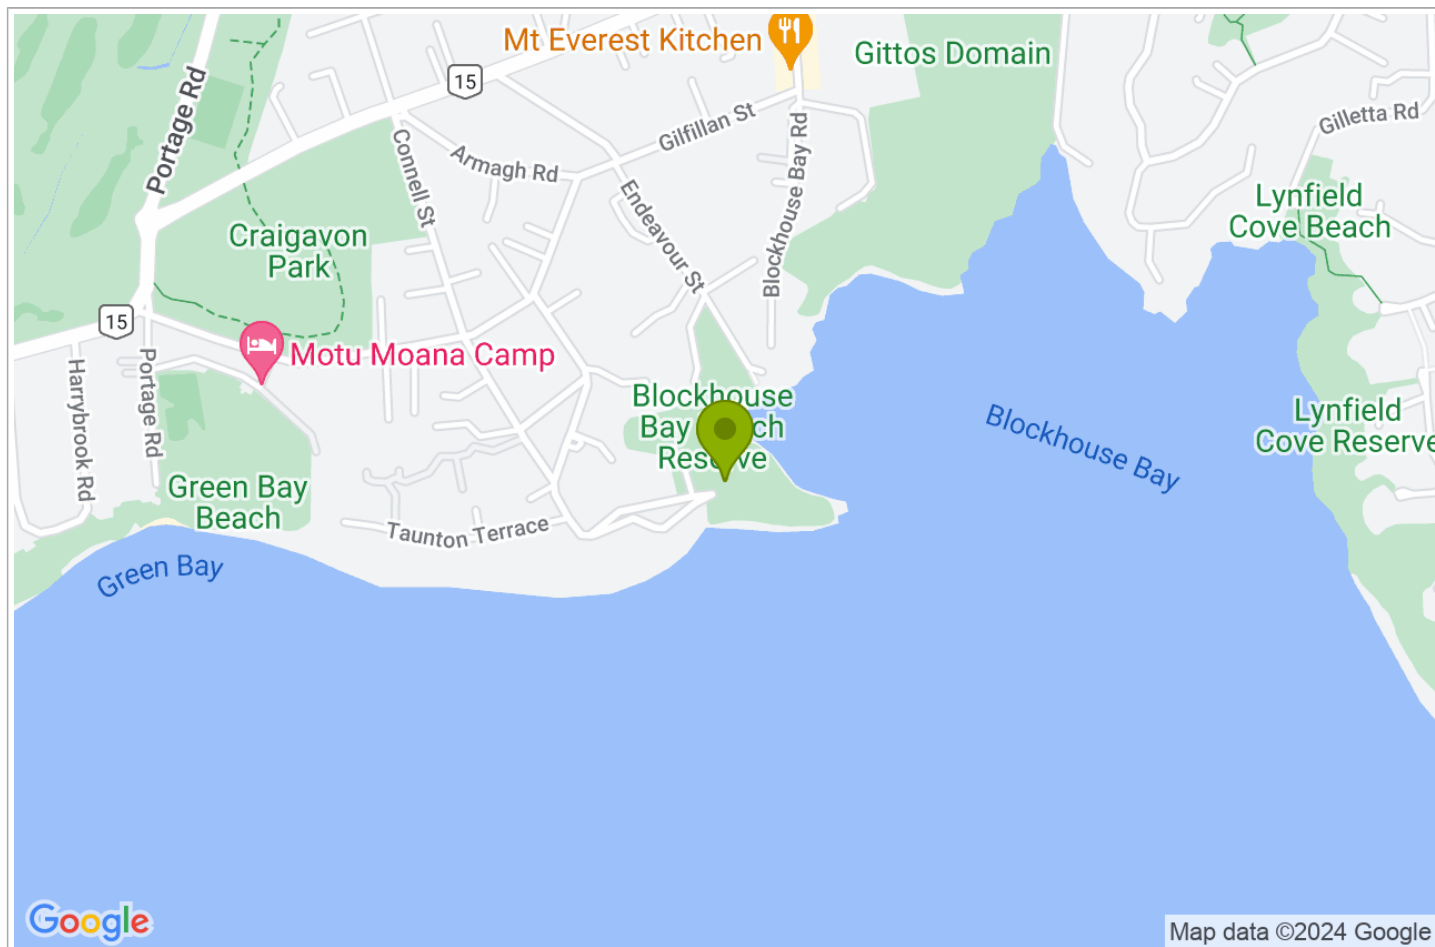 Mt Everest Kitchen
Gittos Domain
15
Portage Rd
Gilfillan St
Gilletta Rd
Connell St
Armagh Rd
Blockhouse Bay Rd
Endeavour St
Lynfield
Cove Beach
Craigavon
Park
15
Motu Moana Camp
Portage Rd
Harrybrook Rd
Blockhouse
Bay Beach
Reserve
Blockhouse Bay
Lynfield
Cove Reserve
Green Bay
Beach
Taunton Terrace
Green Bay
Google
Map data ©2024 Google